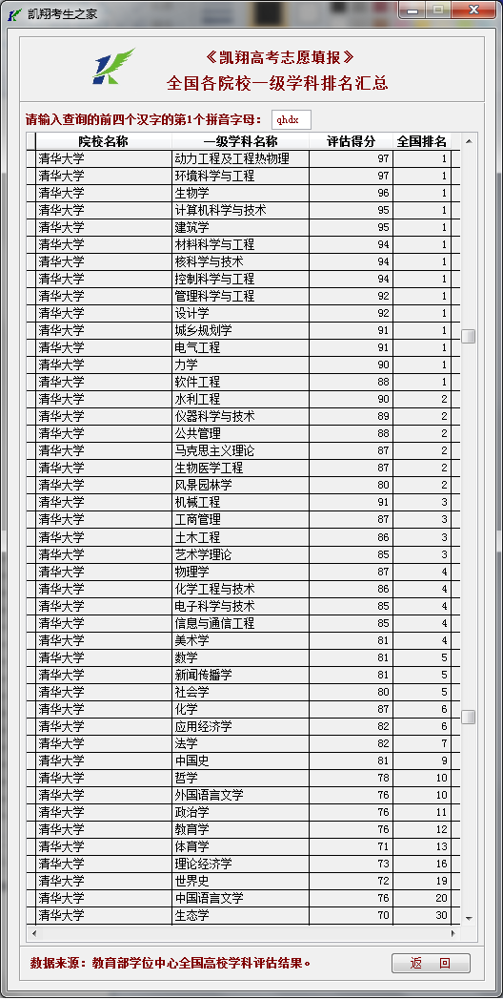 凯翔考生之家
《凯翔高考志愿填报》
全国各院校一级学科排名汇总
请输入查询的前四个汉字的第1个拼音字母： qhdx
院校名称 一级学科名称 评估得分 全国排名
清华大学 动力工程及工程热物理 97 1
清华大学 环境科学与工程 97 1
清华大学 生物学 96 1
清华大学 计算机科学与技术 95 1
清华大学 建筑学 95 1
清华大学 材料科学与工程 94 1
清华大学 核科学与技术 94 1
清华大学 控制科学与工程 94 1
清华大学 管理科学与工程 92 1
清华大学 设计学 92 1
清华大学 城乡规划学 91 1
清华大学 电气工程 91 1
清华大学 力学 90 1
清华大学 软件工程 88 1
清华大学 水利工程 90 2
清华大学 仪器科学与技术 89 2
清华大学 公共管理 88 2
清华大学 马克思主义理论 87 2
清华大学 生物医学工程 87 2
清华大学 风景园林学 80 2
清华大学 机械工程 91 3
清华大学 工商管理 87 3
清华大学 土木工程 86 3
清华大学 艺术学理论 85 3
清华大学 物理学 87 4
清华大学 化学工程与技术 86 4
清华大学 电子科学与技术 85 4
清华大学 信息与通信工程 85 4
清华大学 美术学 81 4
清华大学 数学 81 5
清华大学 新闻传播学 81 5
清华大学 社会学 80 5
清华大学 化学 87 6
清华大学 应用经济学 82 6
清华大学 法学 82 7
清华大学 中国史 81 9
清华大学 哲学 78 10
清华大学 外国语言文学 76 10
清华大学 政治学 76 11
清华大学 教育学 76 12
清华大学 体育学 71 13
清华大学 理论经济学 73 16
清华大学 世界史 72 19
清华大学 中国语言文学 76 20
清华大学 生态学 70 30
数据来源：教育部学位中心全国高校学科评估结果。 返 回